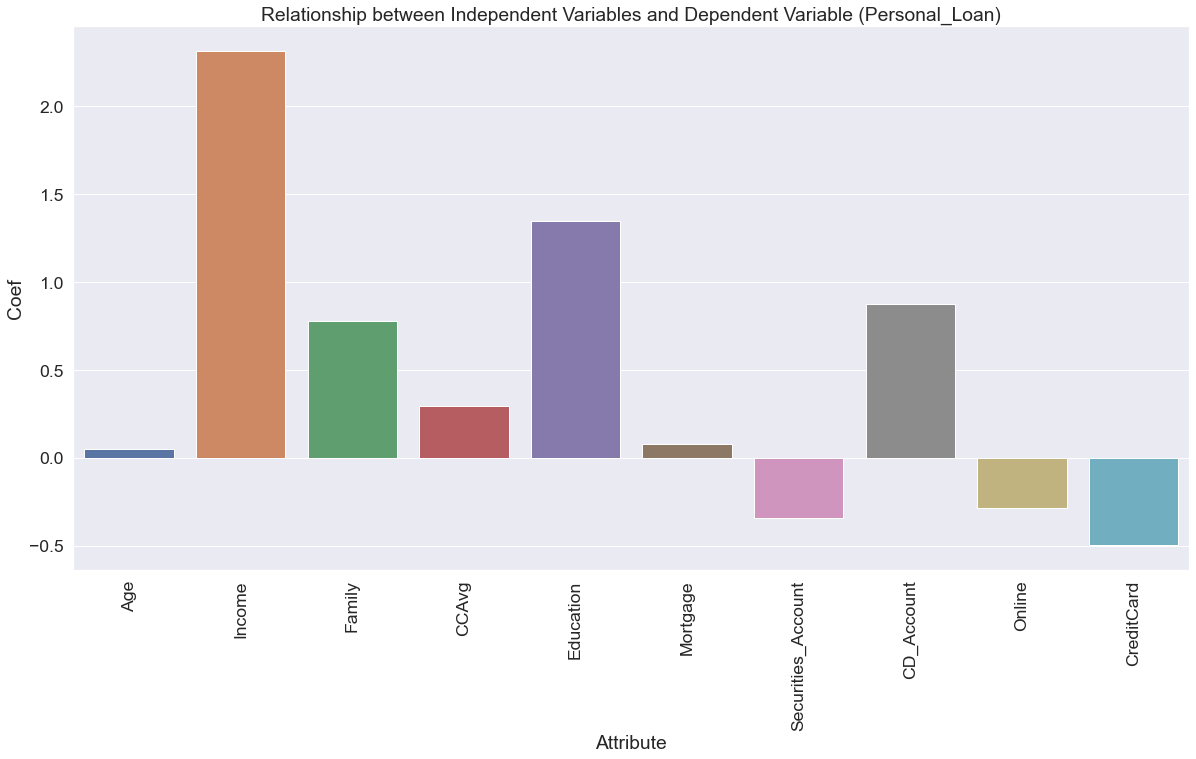 Relationship between Independent Variables and Dependent Variable (Personal_Loan)
2.0
1.5
1.0
0.5
0.0
−0.5
Coef
Age
Income
Family
CCAvg
Education
Mortgage
Securities_Account
CD_Account
Online
CreditCard
Attribute